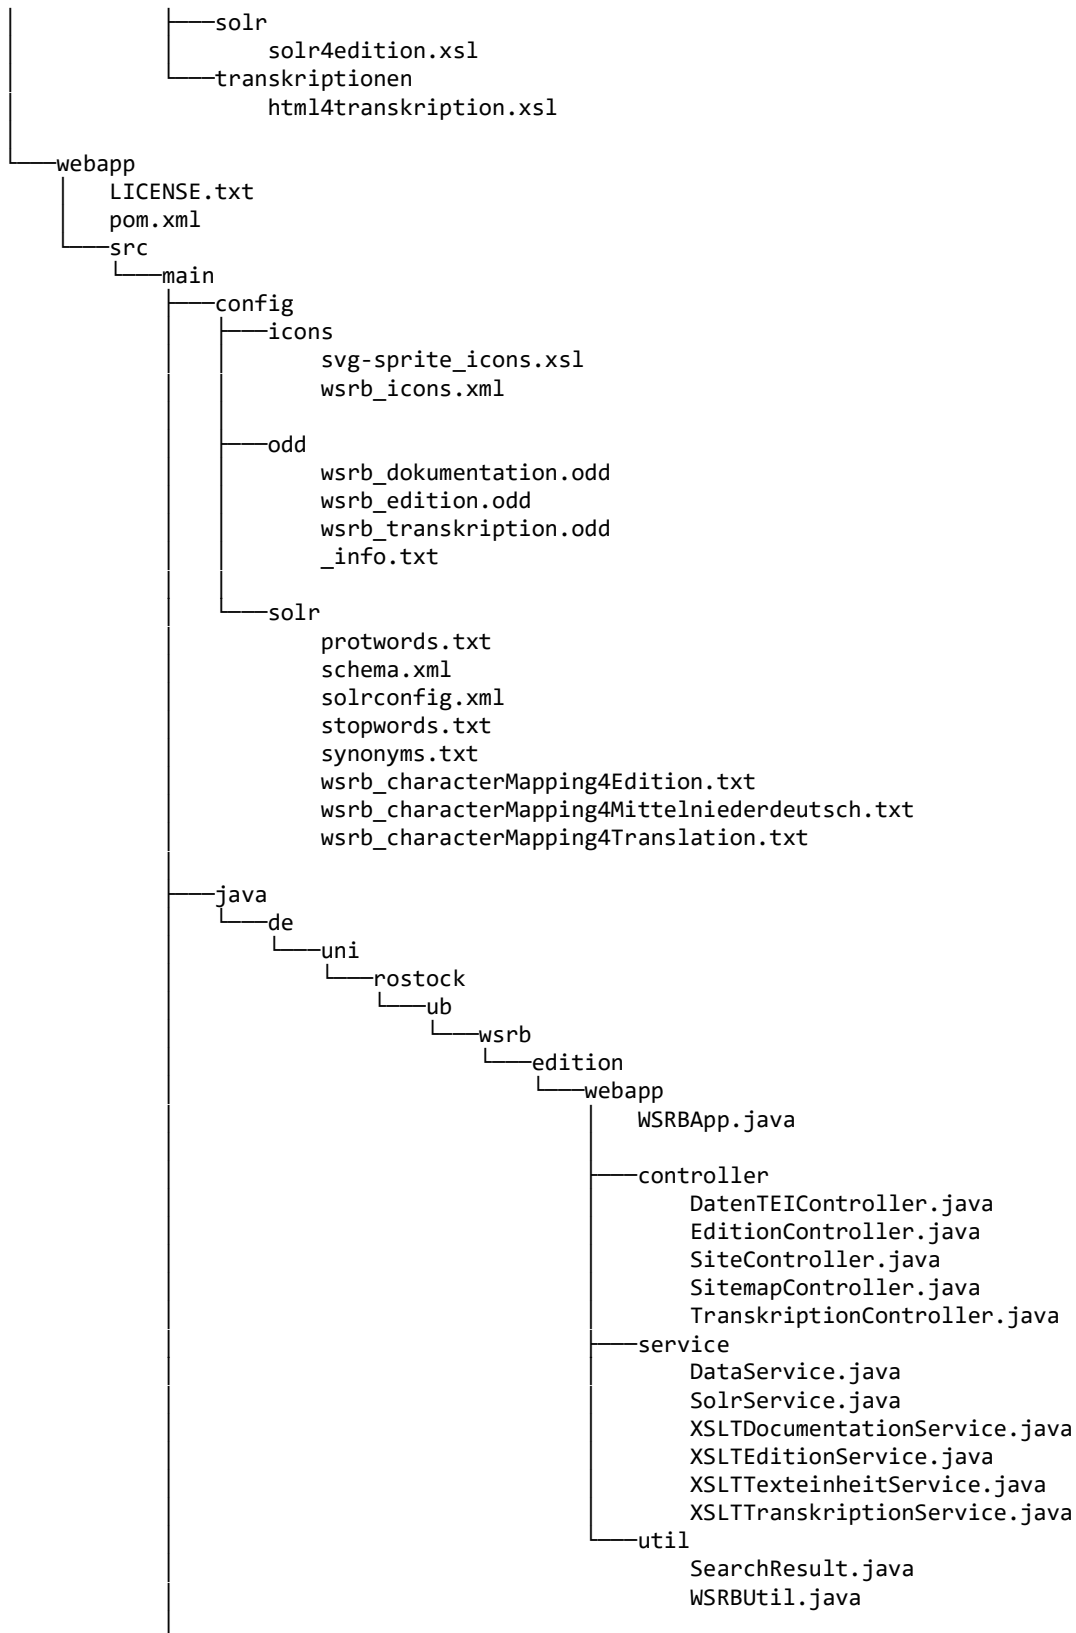 solr
solr4edition.xsl
transkriptionen
html4transkription.xsl
webapp
LICENSE.txt
pom.xml
src
main
config
icons
svg-sprite_icons.xsl
wsrb_icons.xml
odd
wsrb_dokumentation.odd
wsrb_edition.odd
wsrb_transkription.odd
_info.txt
solr
protwords.txt
schema.xml
solrconfig.xml
stopwords.txt
synonyms.txt
wsrb_characterMapping4Edition.txt
wsrb_characterMapping4Mittelniederdeutsch.txt
wsrb_characterMapping4Translation.txt
java
de
uni
rostock
ub
wsrb
edition
webapp
WSRBApp.java
controller
DatenTEIController.java
EditionController.java
SiteController.java
SitemapController.java
TranskriptionController.java
service
DataService.java
SolrService.java
XSLTDocumentationService.java
XSLTEditionService.java
XSLTTexteinheitService.java
XSLTTranskriptionService.java
util
SearchResult.java
WSRBUtil.java